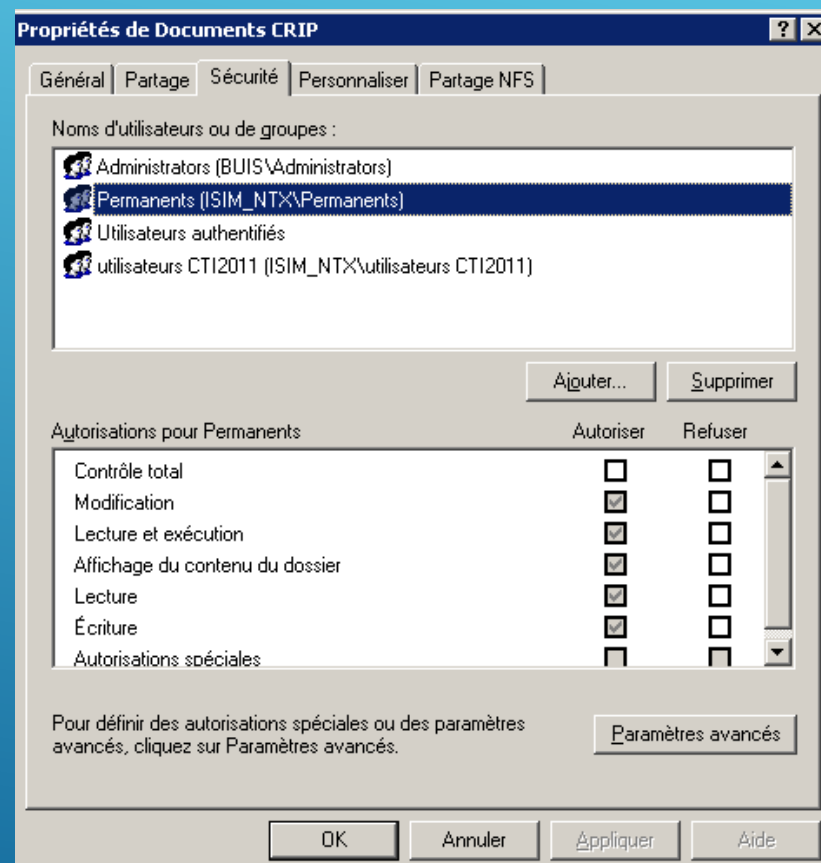 Propriétés de Documents CRIP
Général Partage Sécurité Personnaliser Partage NFS
Noms d'utilisateurs ou de groupes :
Administrators (BUIS\Administrators)
Permanents (ISIM_NTX\Permanents)
Utilisateurs authentifiés
utilisateurs CTI2011 (ISIM_NTX\utilisateurs CTI2011)
Ajouter... Supprimer
Autorisations pour Permanents Autoriser Refuser
Contrôle total
Modification
Lecture et exécution
Affichage du contenu du dossier
Lecture
Écriture
Autorisations spéciales
Pour définir des autorisations spéciales ou des paramètres
avancés, cliquez sur Paramètres avancés.
Paramètres avancés
OK Annuler Appliquer Aide